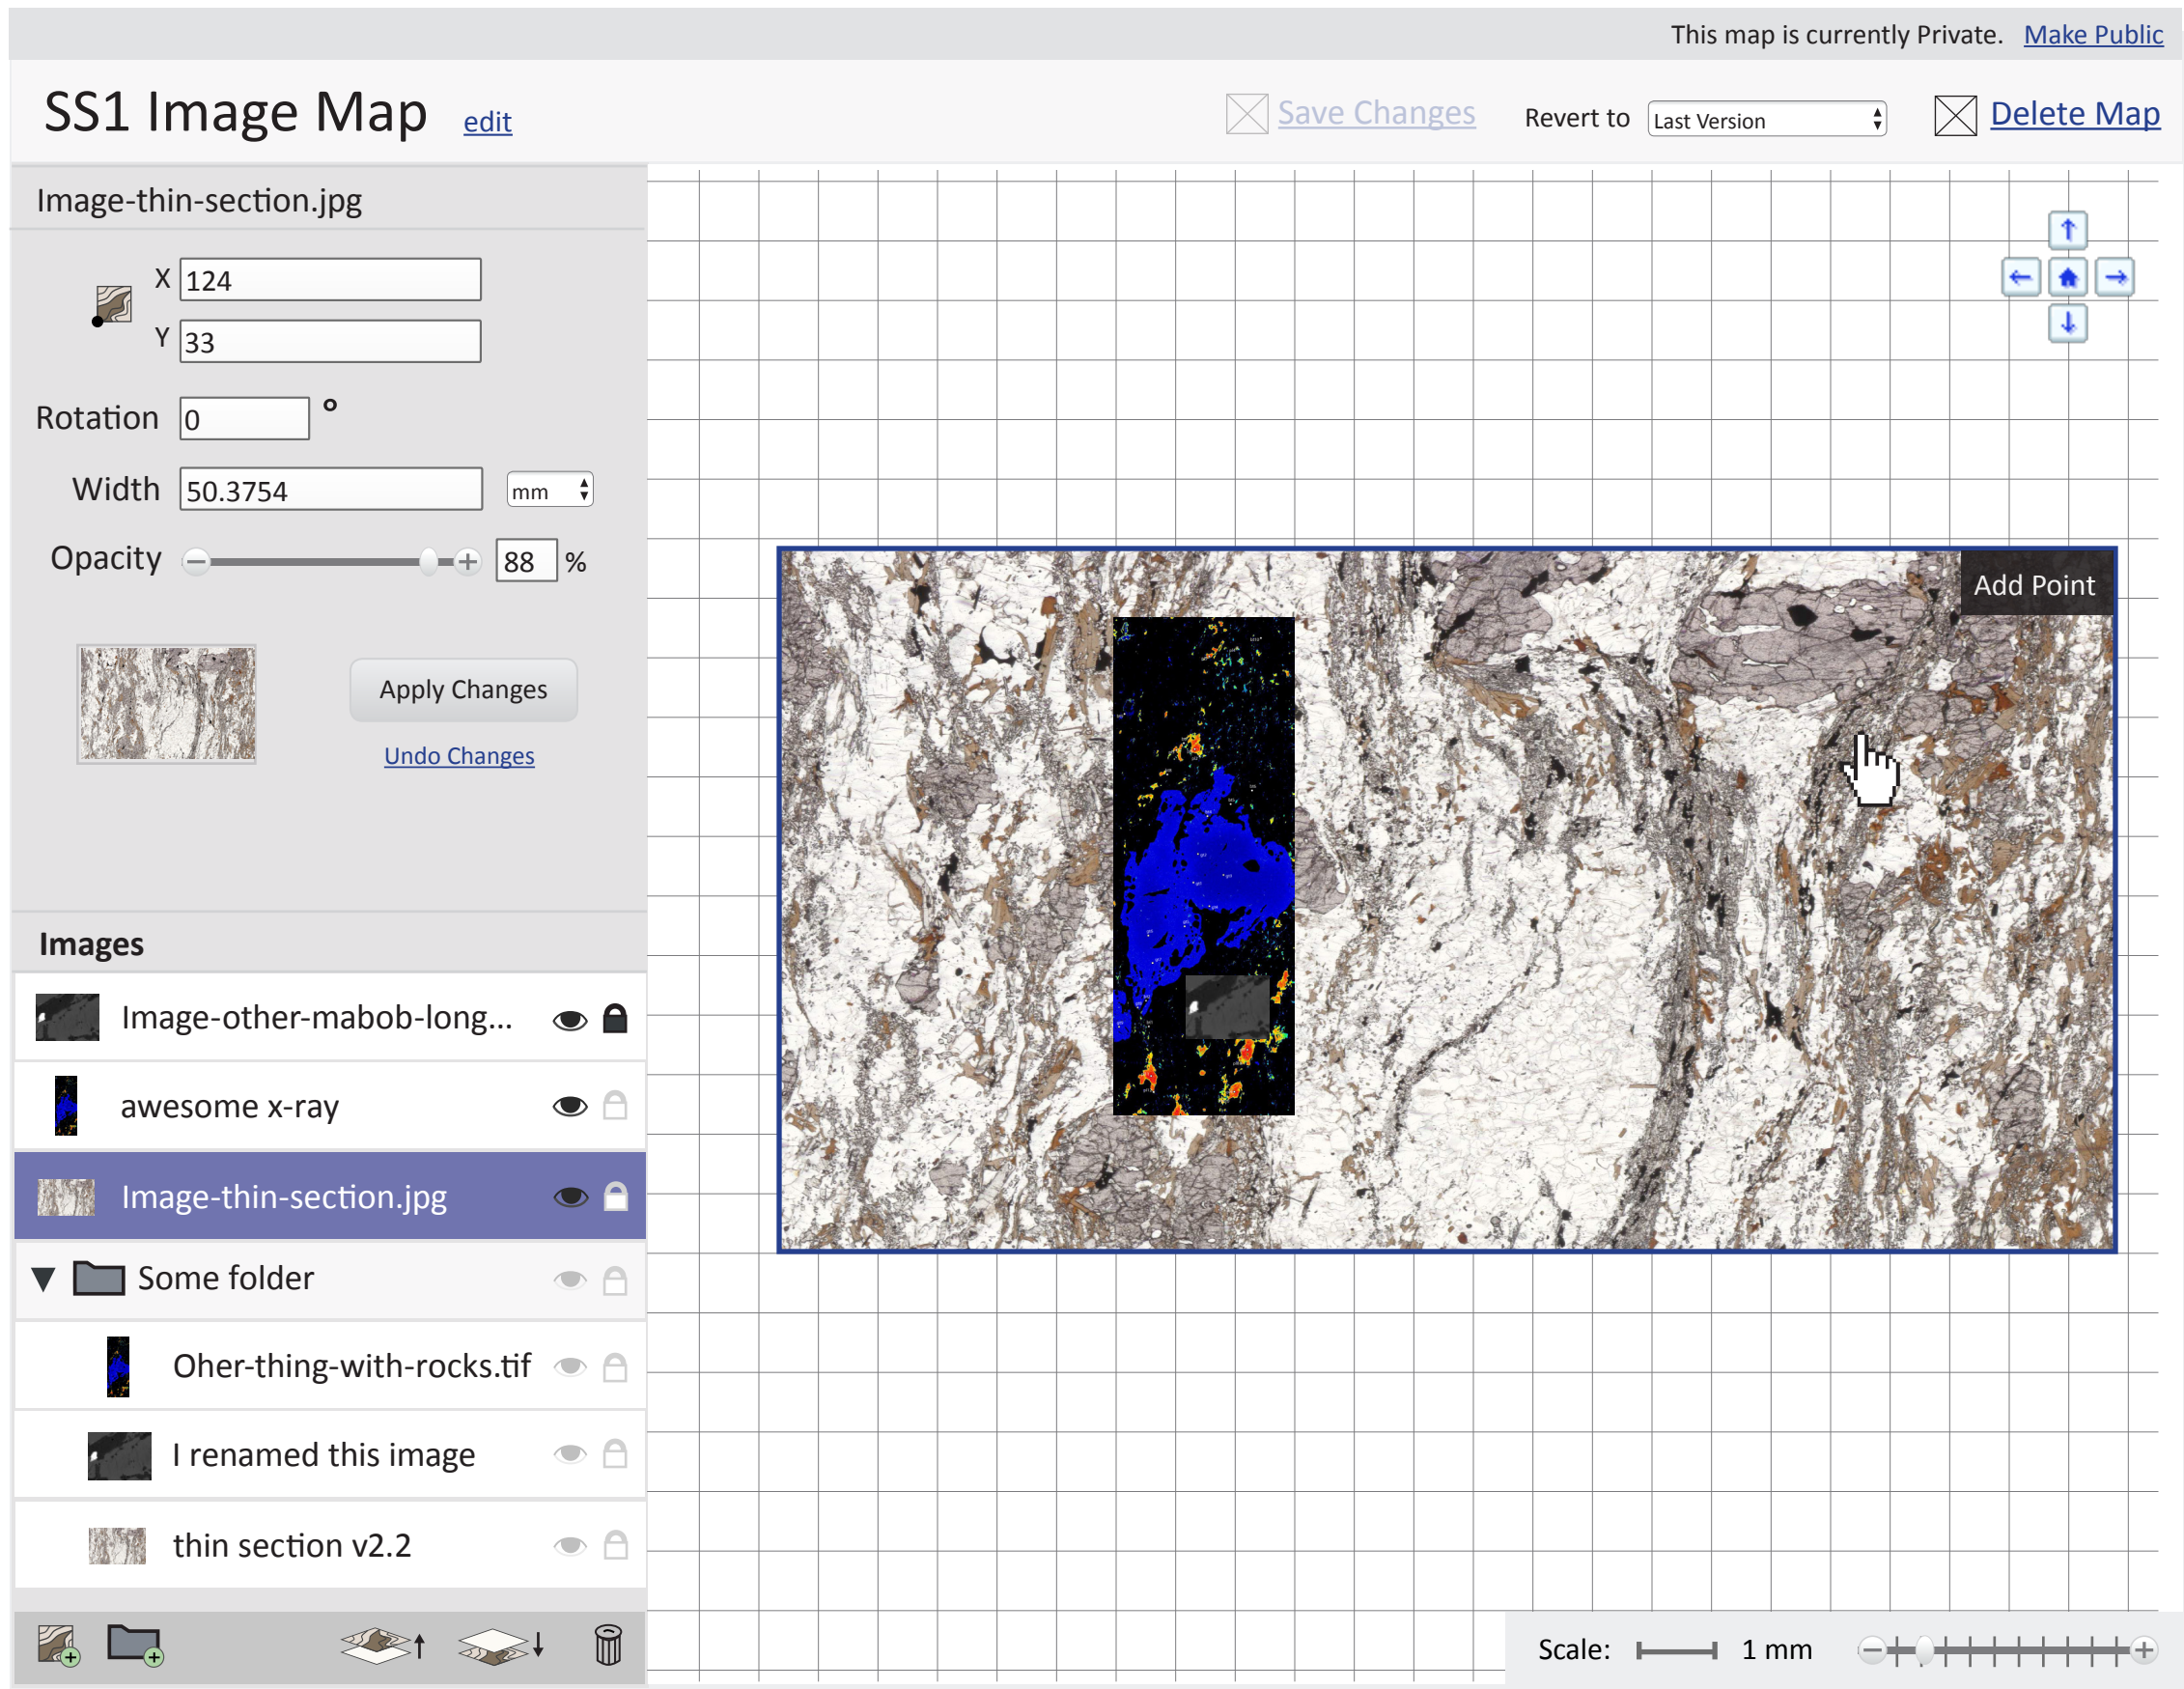 This map is currently Private. Make Public
SS1 Image Map edit
Save Changes
Revert to Last Version
Delete Map
Image-thin-section.jpg
X 124
Y 33
Rotation 0 °
Width 50.3754 mm
Opacity 88 %
Apply Changes
Undo Changes
Add Point
Images
Image-other-mabob-long...
awesome x-ray
Image-thin-section.jpg
Some folder
Oher-thing-with-rocks.tif
I renamed this image
thin section v2.2
Scale: 1 mm